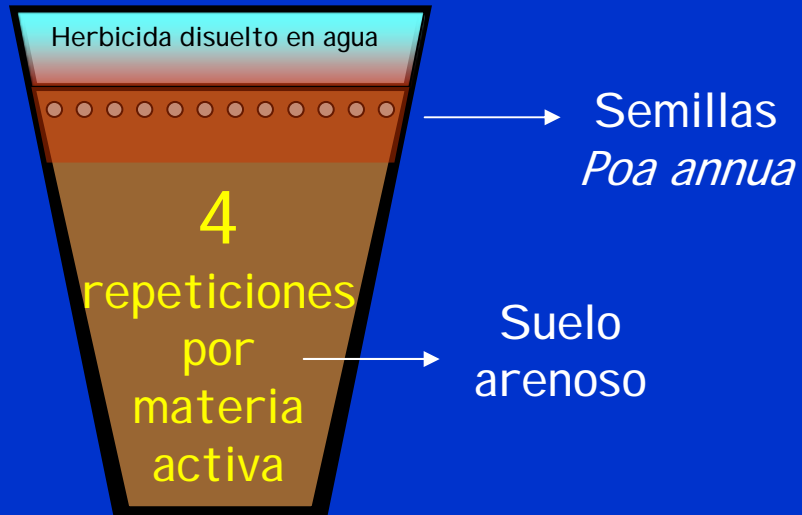 Herbicida disuelto en agua
Semillas
Poa annua
4
repeticiones
por
materia
activa
Suelo
arenoso